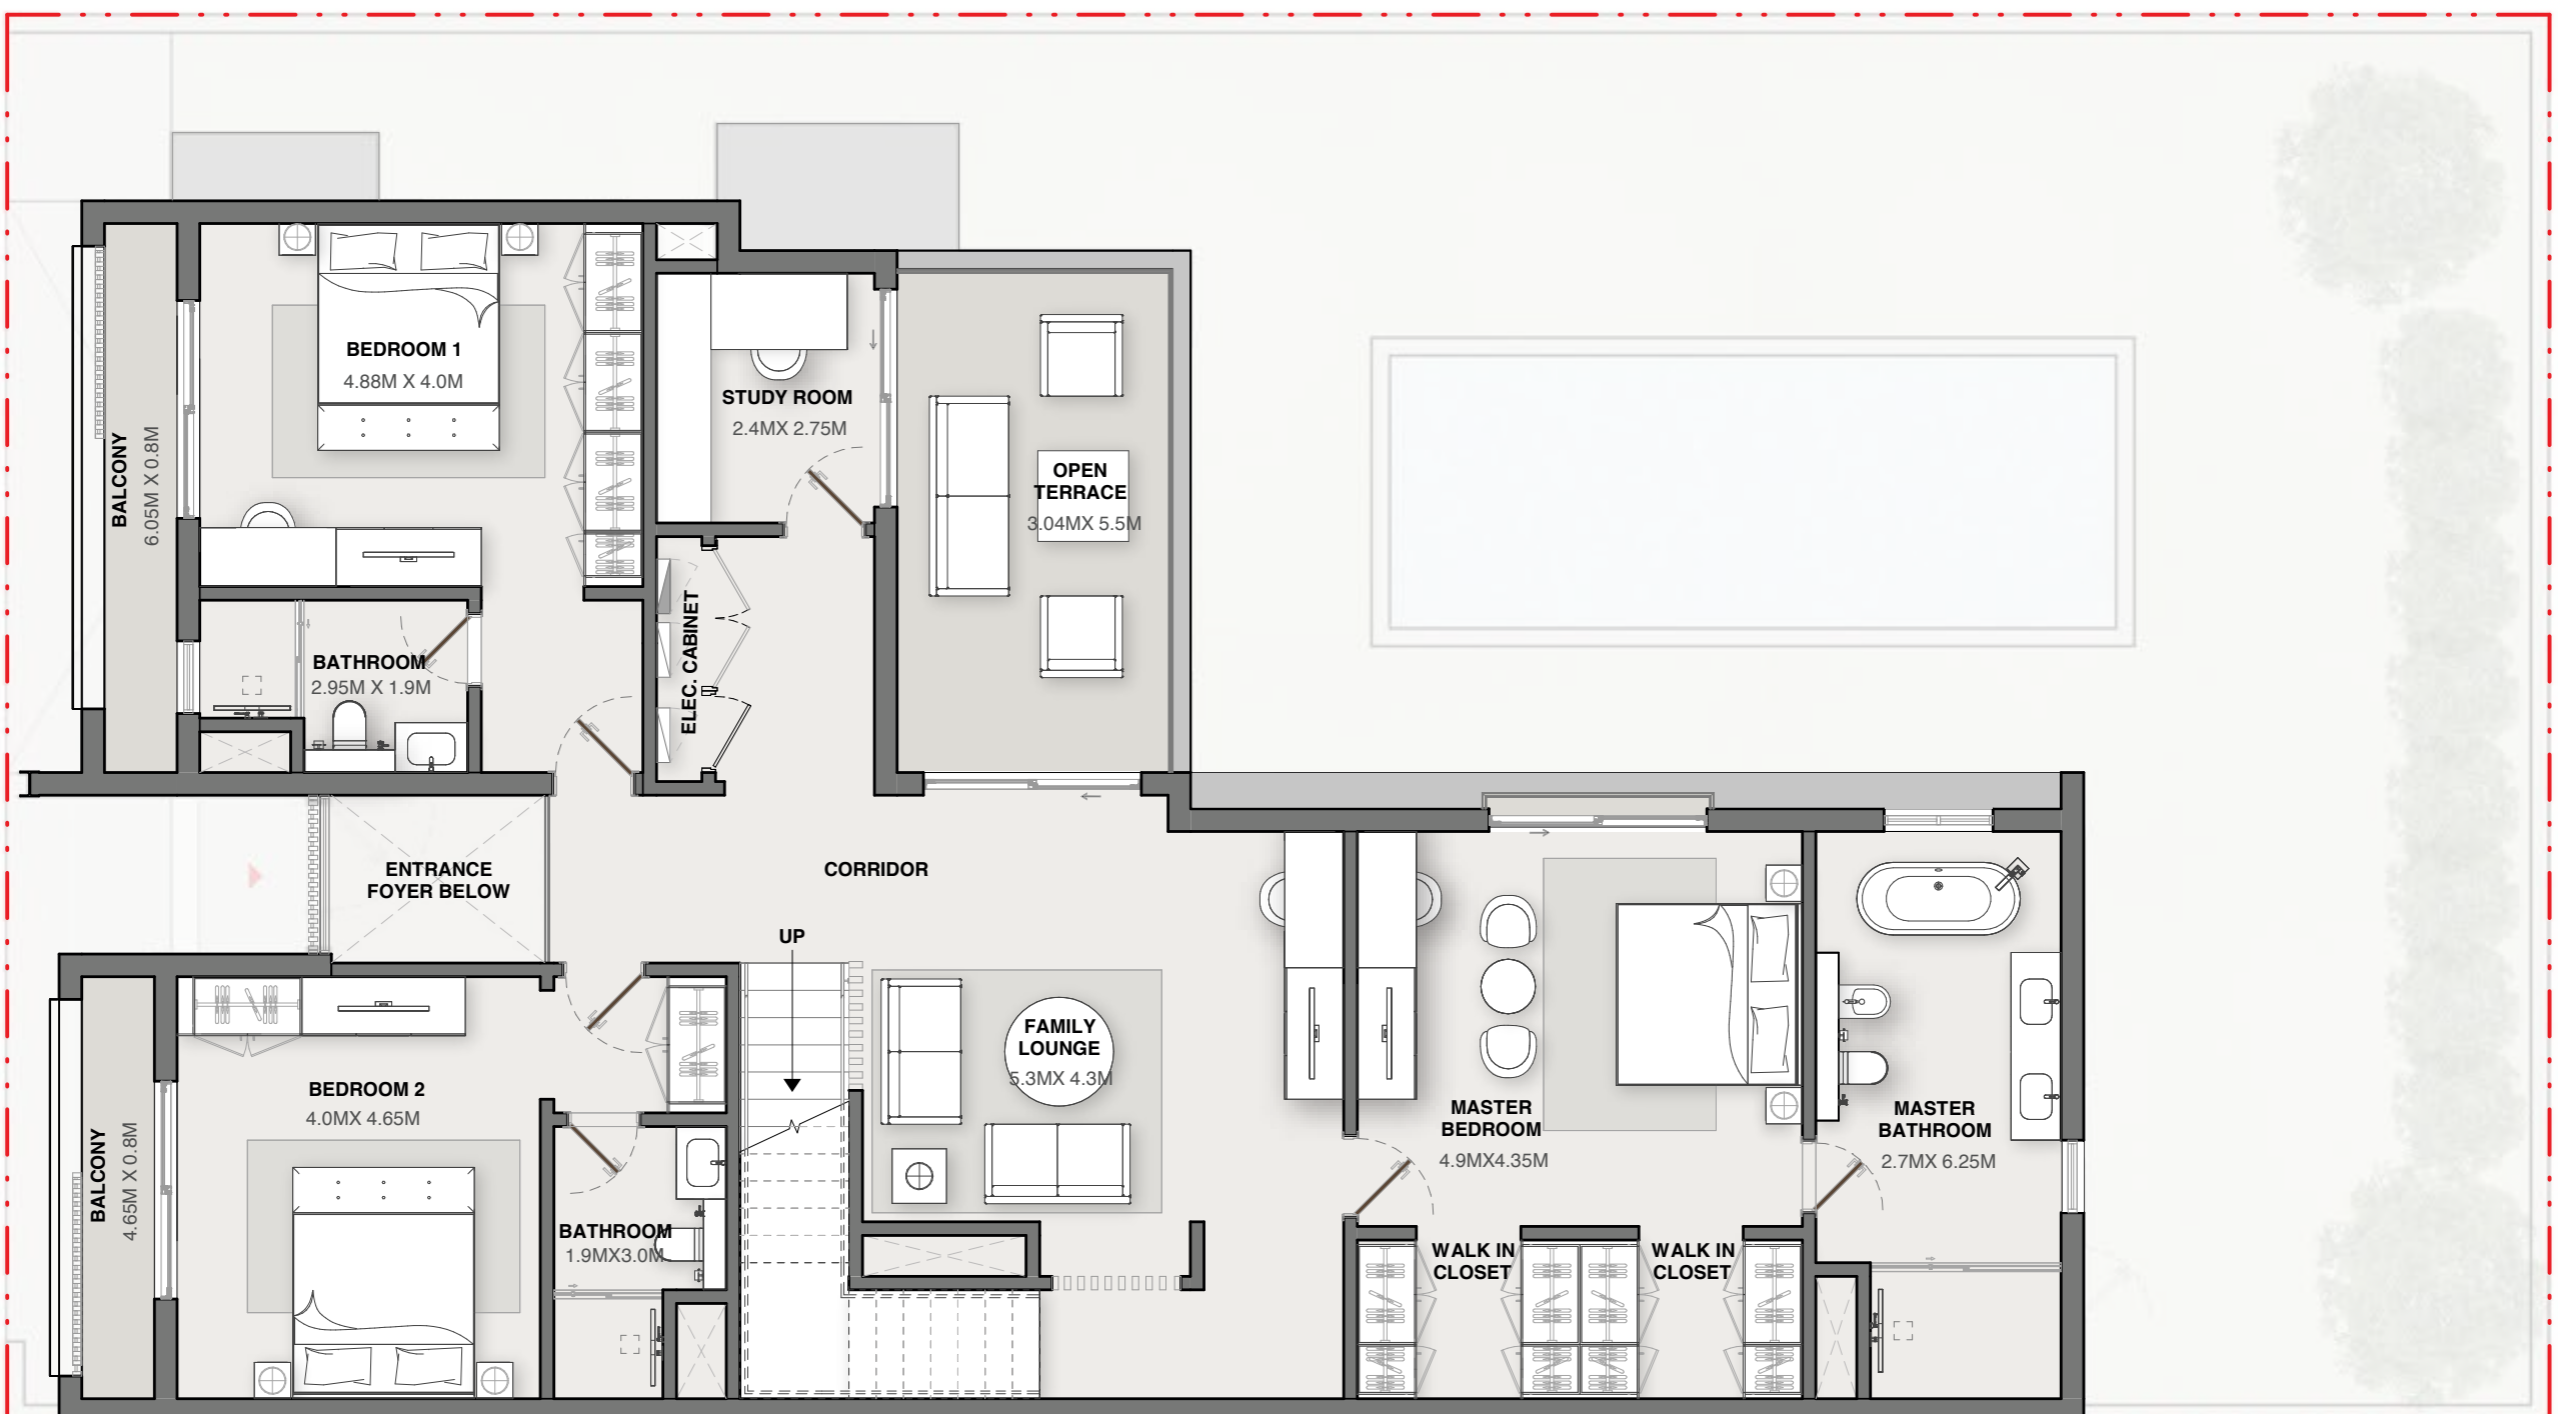 BEDROOM 1
4.88M X 4.0M
BALCONY
6.05M X 0.8M
STUDY ROOM
2.4MX 2.75M
OPEN
TERRACE
3.04MX 5.5M
ELEC. CABINET
BATHROOM
2.95M X 1.9M
ENTRANCE
FOYER BELOW
CORRIDOR
UP
FAMILY
LOUNGE
5.3MX 4.3M
BEDROOM 2
4.0MX 4.65M
BALCONY
4.65M X 0.8M
BATHROOM
1.9MX3.0M
MASTER
BEDROOM
4.9MX4.35M
MASTER
BATHROOM
2.7MX 6.25M
WALK IN
CLOSET
WALK IN
CLOSET